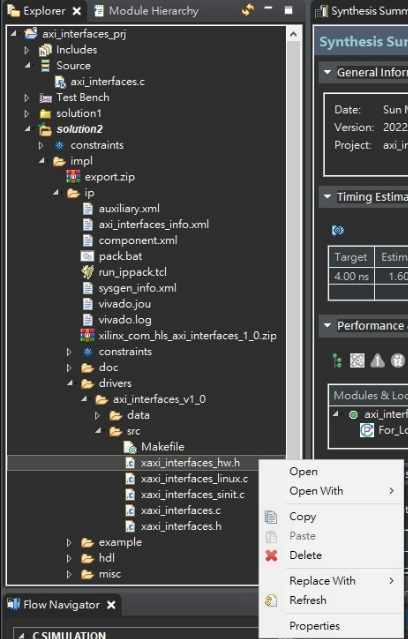 Explorer
Module Hierarchy
axi_interfaces_prj
Includes
Source
axi_interfaces.c
Test Bench
solution1
solution2
constraints
impl
export.zip
ip
auxiliary.xml
axi_interfaces_info.xml
component.xml
pack.bat
run_ippack.tcl
sysgen_info.xml
vivado.jou
vivado.log
xilinx_com_hls_axi_interfaces_1_0.zip
constraints
doc
drivers
axi_interfaces_v1_0
data
src
Makefile
xaxi_interfaces_hw.h
xaxi_interfaces_linux.c
xaxi_interfaces_sinit.c
xaxi_interfaces.c
xaxi_interfaces.h
example
hdl
misc
Flow Navigator
C SIMULATION
Synthesis Summ
Synthesis Sum
General Inform
Date: Sun M
Version: 2022
Project: axi_in
Timing Estima
Target Estim
4.00 ns 1.60
Performance
Modules & Loo
axi_interf
For_Lo
Open
Open With
Copy
Paste
Delete
Replace With
Refresh
Properties